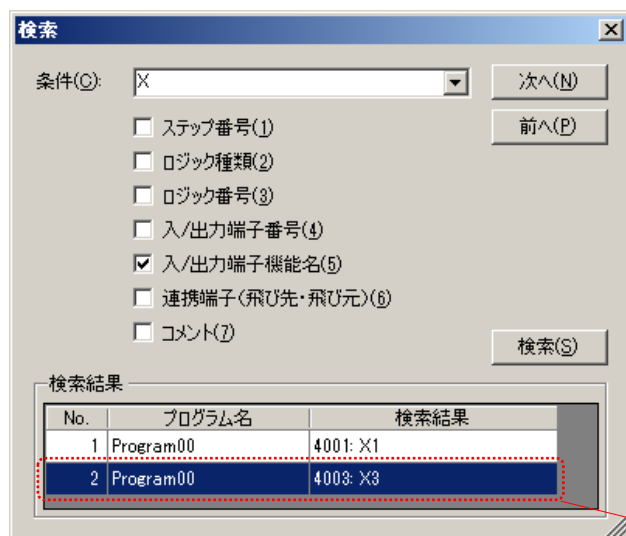 検索
条件(C): X 次へ(N)
ステップ番号(1) 前へ(P)
ロジック種類(2)
ロジック番号(3)
入/出力端子番号(4)
入/出力端子機能名(5)
連携端子(飛び先・飛び元)(6)
コメント(7)
検索(S)
検索結果
No. プログラム名 検索結果
1 Program00 4001: X1
2 Program00 4003: X3